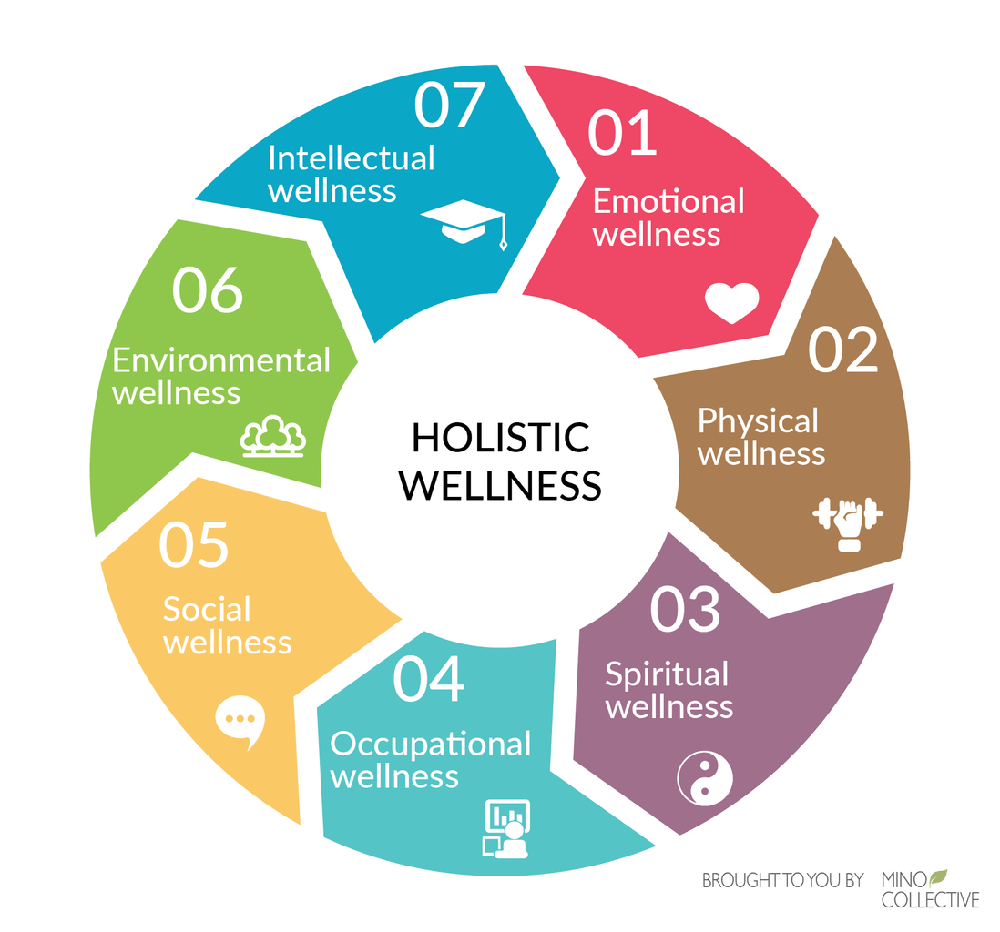 HOLISTIC
WELLNESS
01
Emotional
wellness
02
Physical
wellness
03
Spiritual
wellness
04
Occupational
wellness
05
Social
wellness
06
Environmental
wellness
07
Intellectual
wellness
BROUGHT TO YOU BY
MINO
COLLECTIVE